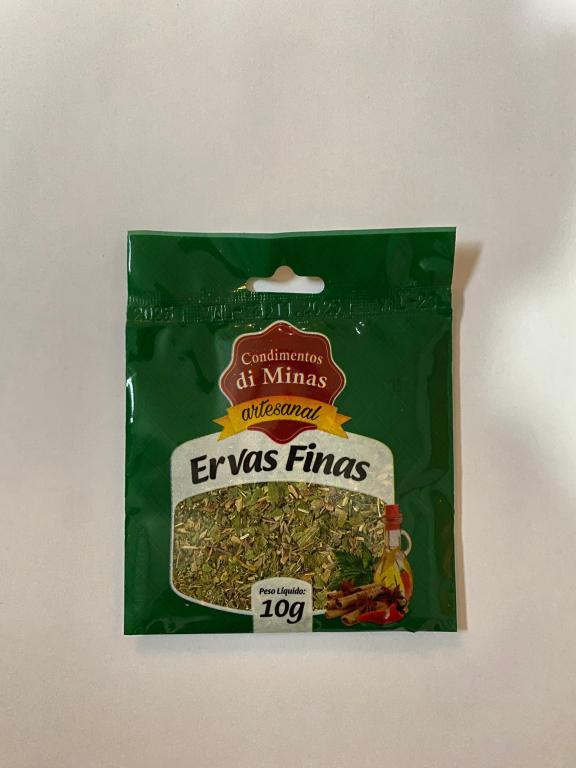 Condimentos
di Minas
artesanal
Ervas Finas
Peso Líquido:
10g